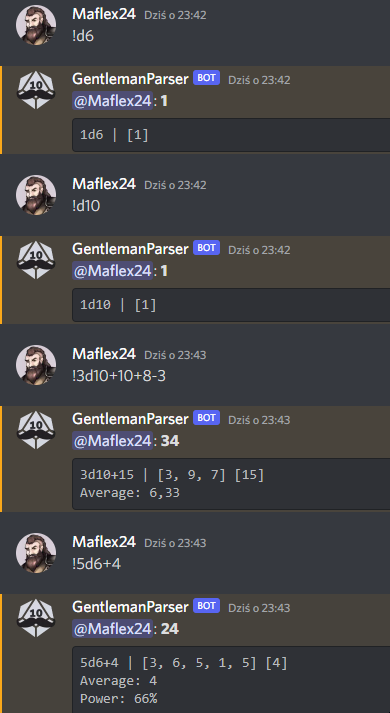 Maflex24 Dziś o 23:42
!d6
10 GentlemanParser BOT Dziś o 23:42
@Maflex24: 1
1d6 | [1]
Maflex24 Dziś o 23:42
!d10
10 GentlemanParser BOT Dziś o 23:42
@Maflex24: 1
1d10 | [1]
Maflex24 Dziś o 23:43
!3d10+10+8-3
10 GentlemanParser BOT Dziś o 23:43
@Maflex24: 34
3d10+15 | [3, 9, 7] [15]
Average: 6,33
Maflex24 Dziś o 23:43
!5d6+4
10 GentlemanParser BOT Dziś o 23:43
@Maflex24: 24
5d6+4 | [3, 6, 5, 1, 5] [4]
Average: 4
Power: 66%